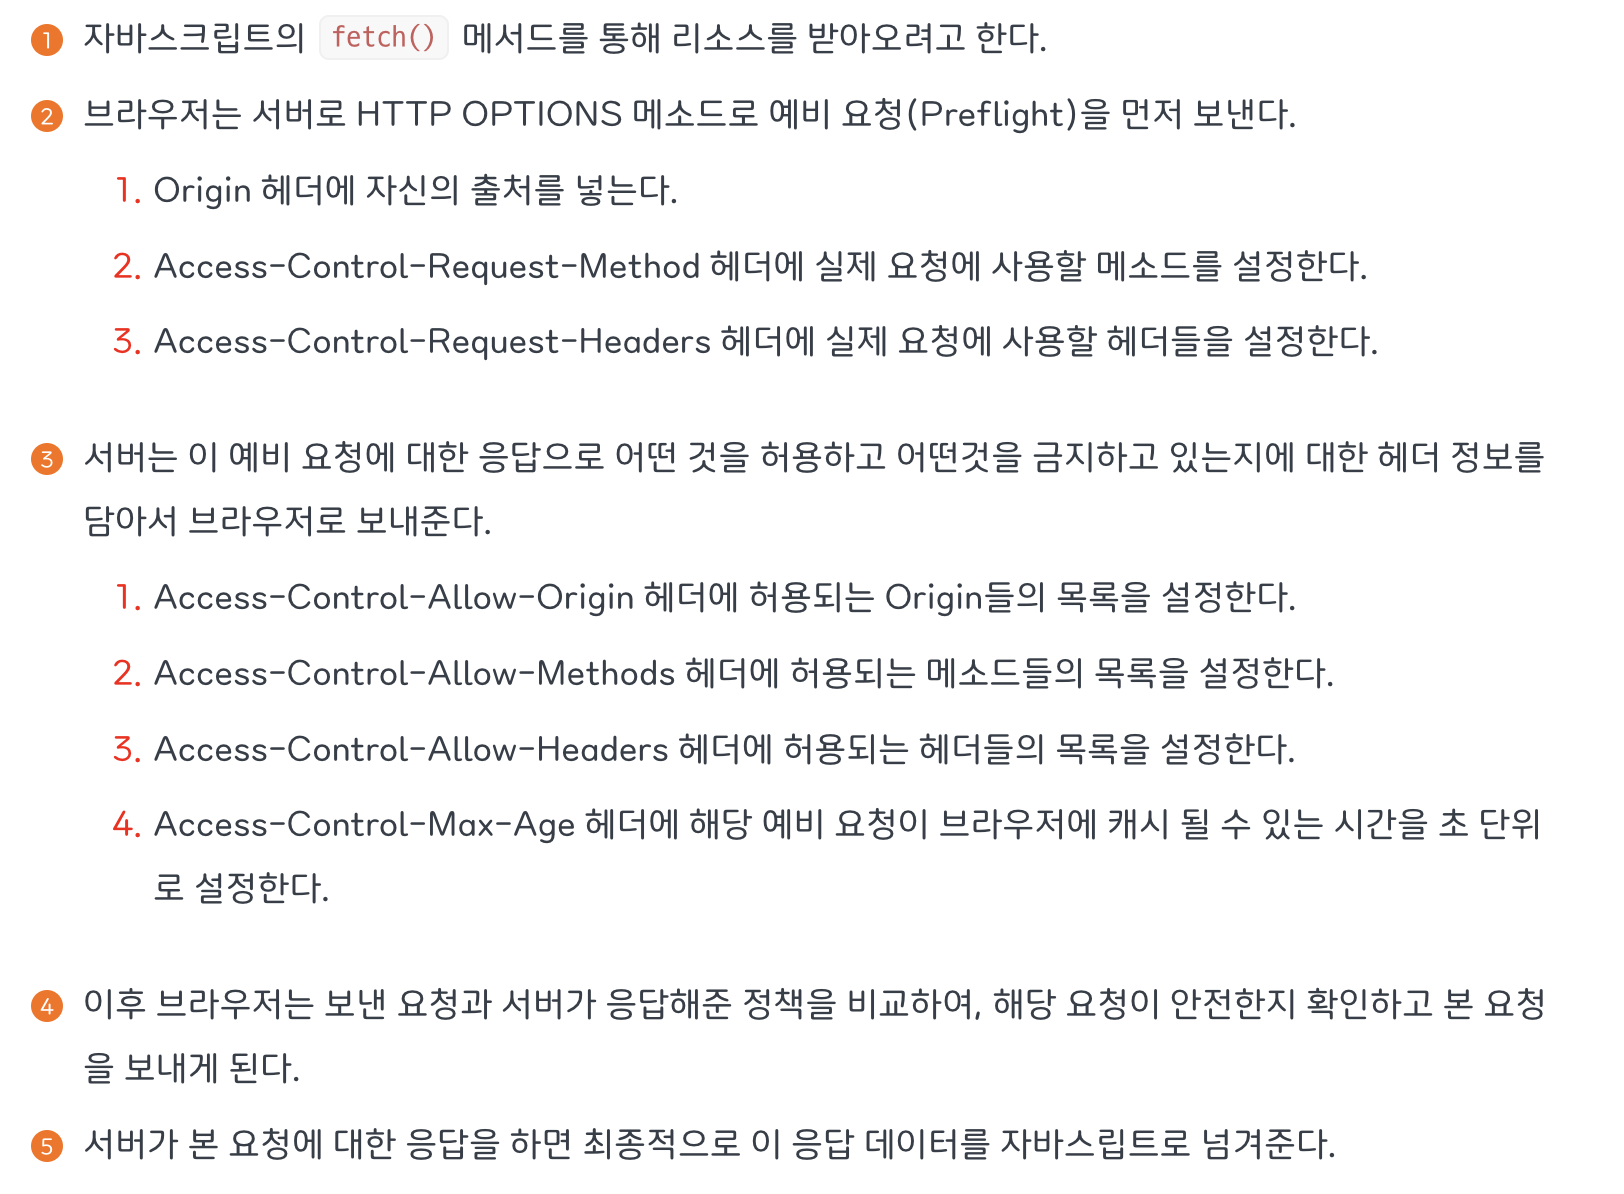 1 자바스크립트의 fetch() 메서드를 통해 리소스를 받아오려고 한다.
2 브라우저는 서버로 HTTP OPTIONS 메소드로 예비 요청(Preflight)을 먼저 보낸다.
1. Origin 헤더에 자신의 출처를 넣는다.
2. Access-Control-Request-Method 헤더에 실제 요청에 사용할 메소드를 설정한다.
3. Access-Control-Request-Headers 헤더에 실제 요청에 사용할 헤더들을 설정한다.
3 서버는 이 예비 요청에 대한 응답으로 어떤 것을 허용하고 어떤것을 금지하고 있는지에 대한 헤더 정보를
담아서 브라우저로 보내준다.
1. Access-Control-Allow-Origin 헤더에 허용되는 Origin들의 목록을 설정한다.
2. Access-Control-Allow-Methods 헤더에 허용되는 메소드들의 목록을 설정한다.
3. Access-Control-Allow-Headers 헤더에 허용되는 헤더들의 목록을 설정한다.
4. Access-Control-Max-Age 헤더에 해당 예비 요청이 브라우저에 캐시 될 수 있는 시간을 초 단위
로 설정한다.
4 이후 브라우저는 보낸 요청과 서버가 응답해준 정책을 비교하여, 해당 요청이 안전한지 확인하고 본 요청
을 보내게 된다.
5 서버가 본 요청에 대한 응답을 하면 최종적으로 이 응답 데이터를 자바스립트로 넘겨준다.